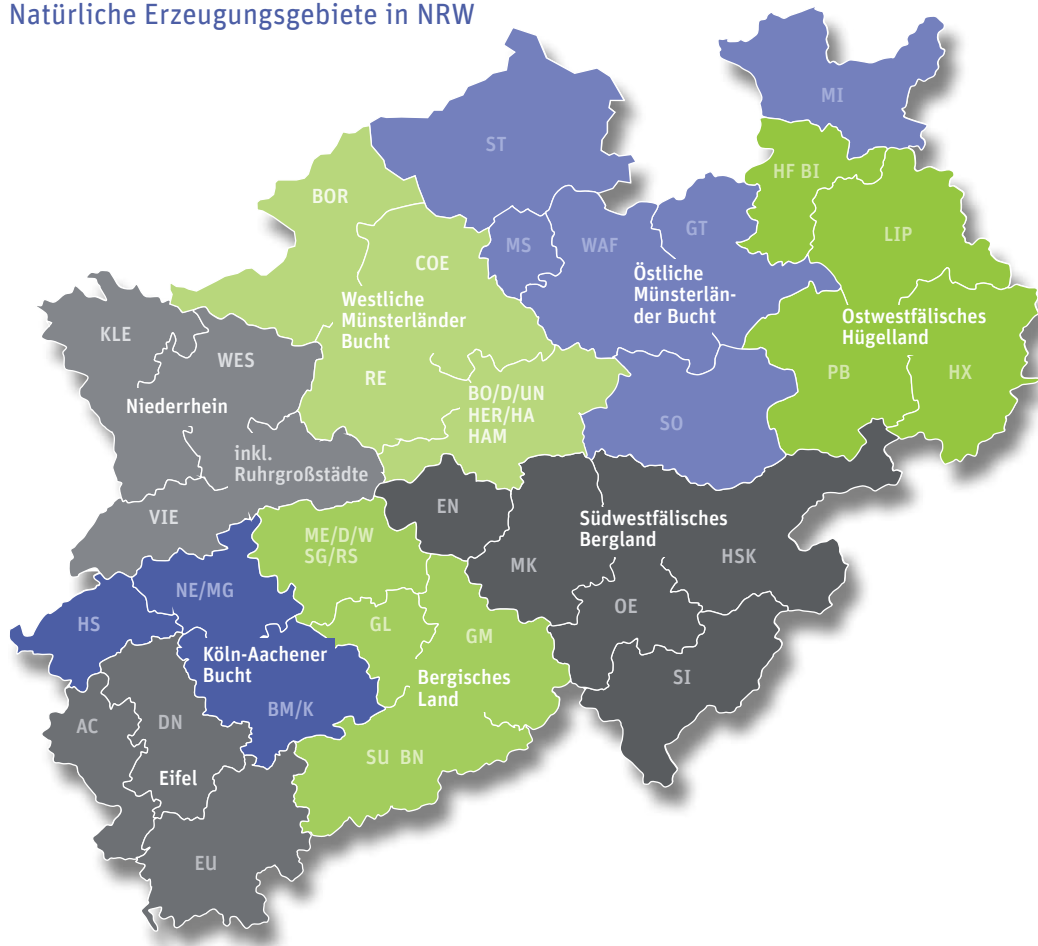 Natürliche Erzeugungsgebiete in NRW
MI
ST
HF BI
BOR
LIP
MS
WAF
GT
COE
Östliche
Münsterlän-
der Bucht
Westliche
Münsterländer
Bucht
Ostwestfälisches
Hügelland
KLE
WES
RE
PB
HX
BO/D/UN
HER/HA
HAM
Niederrhein
SO
inkl.
Ruhrgroßstädte
EN
VIE
Südwestfälisches
Bergland
ME/D/W
SG/RS
HSK
MK
NE/MG
OE
HS
GL
GM
Köln-Aachener
Bucht
Bergisches
Land
SI
BM/K
AC
DN
SU BN
Eifel
EU